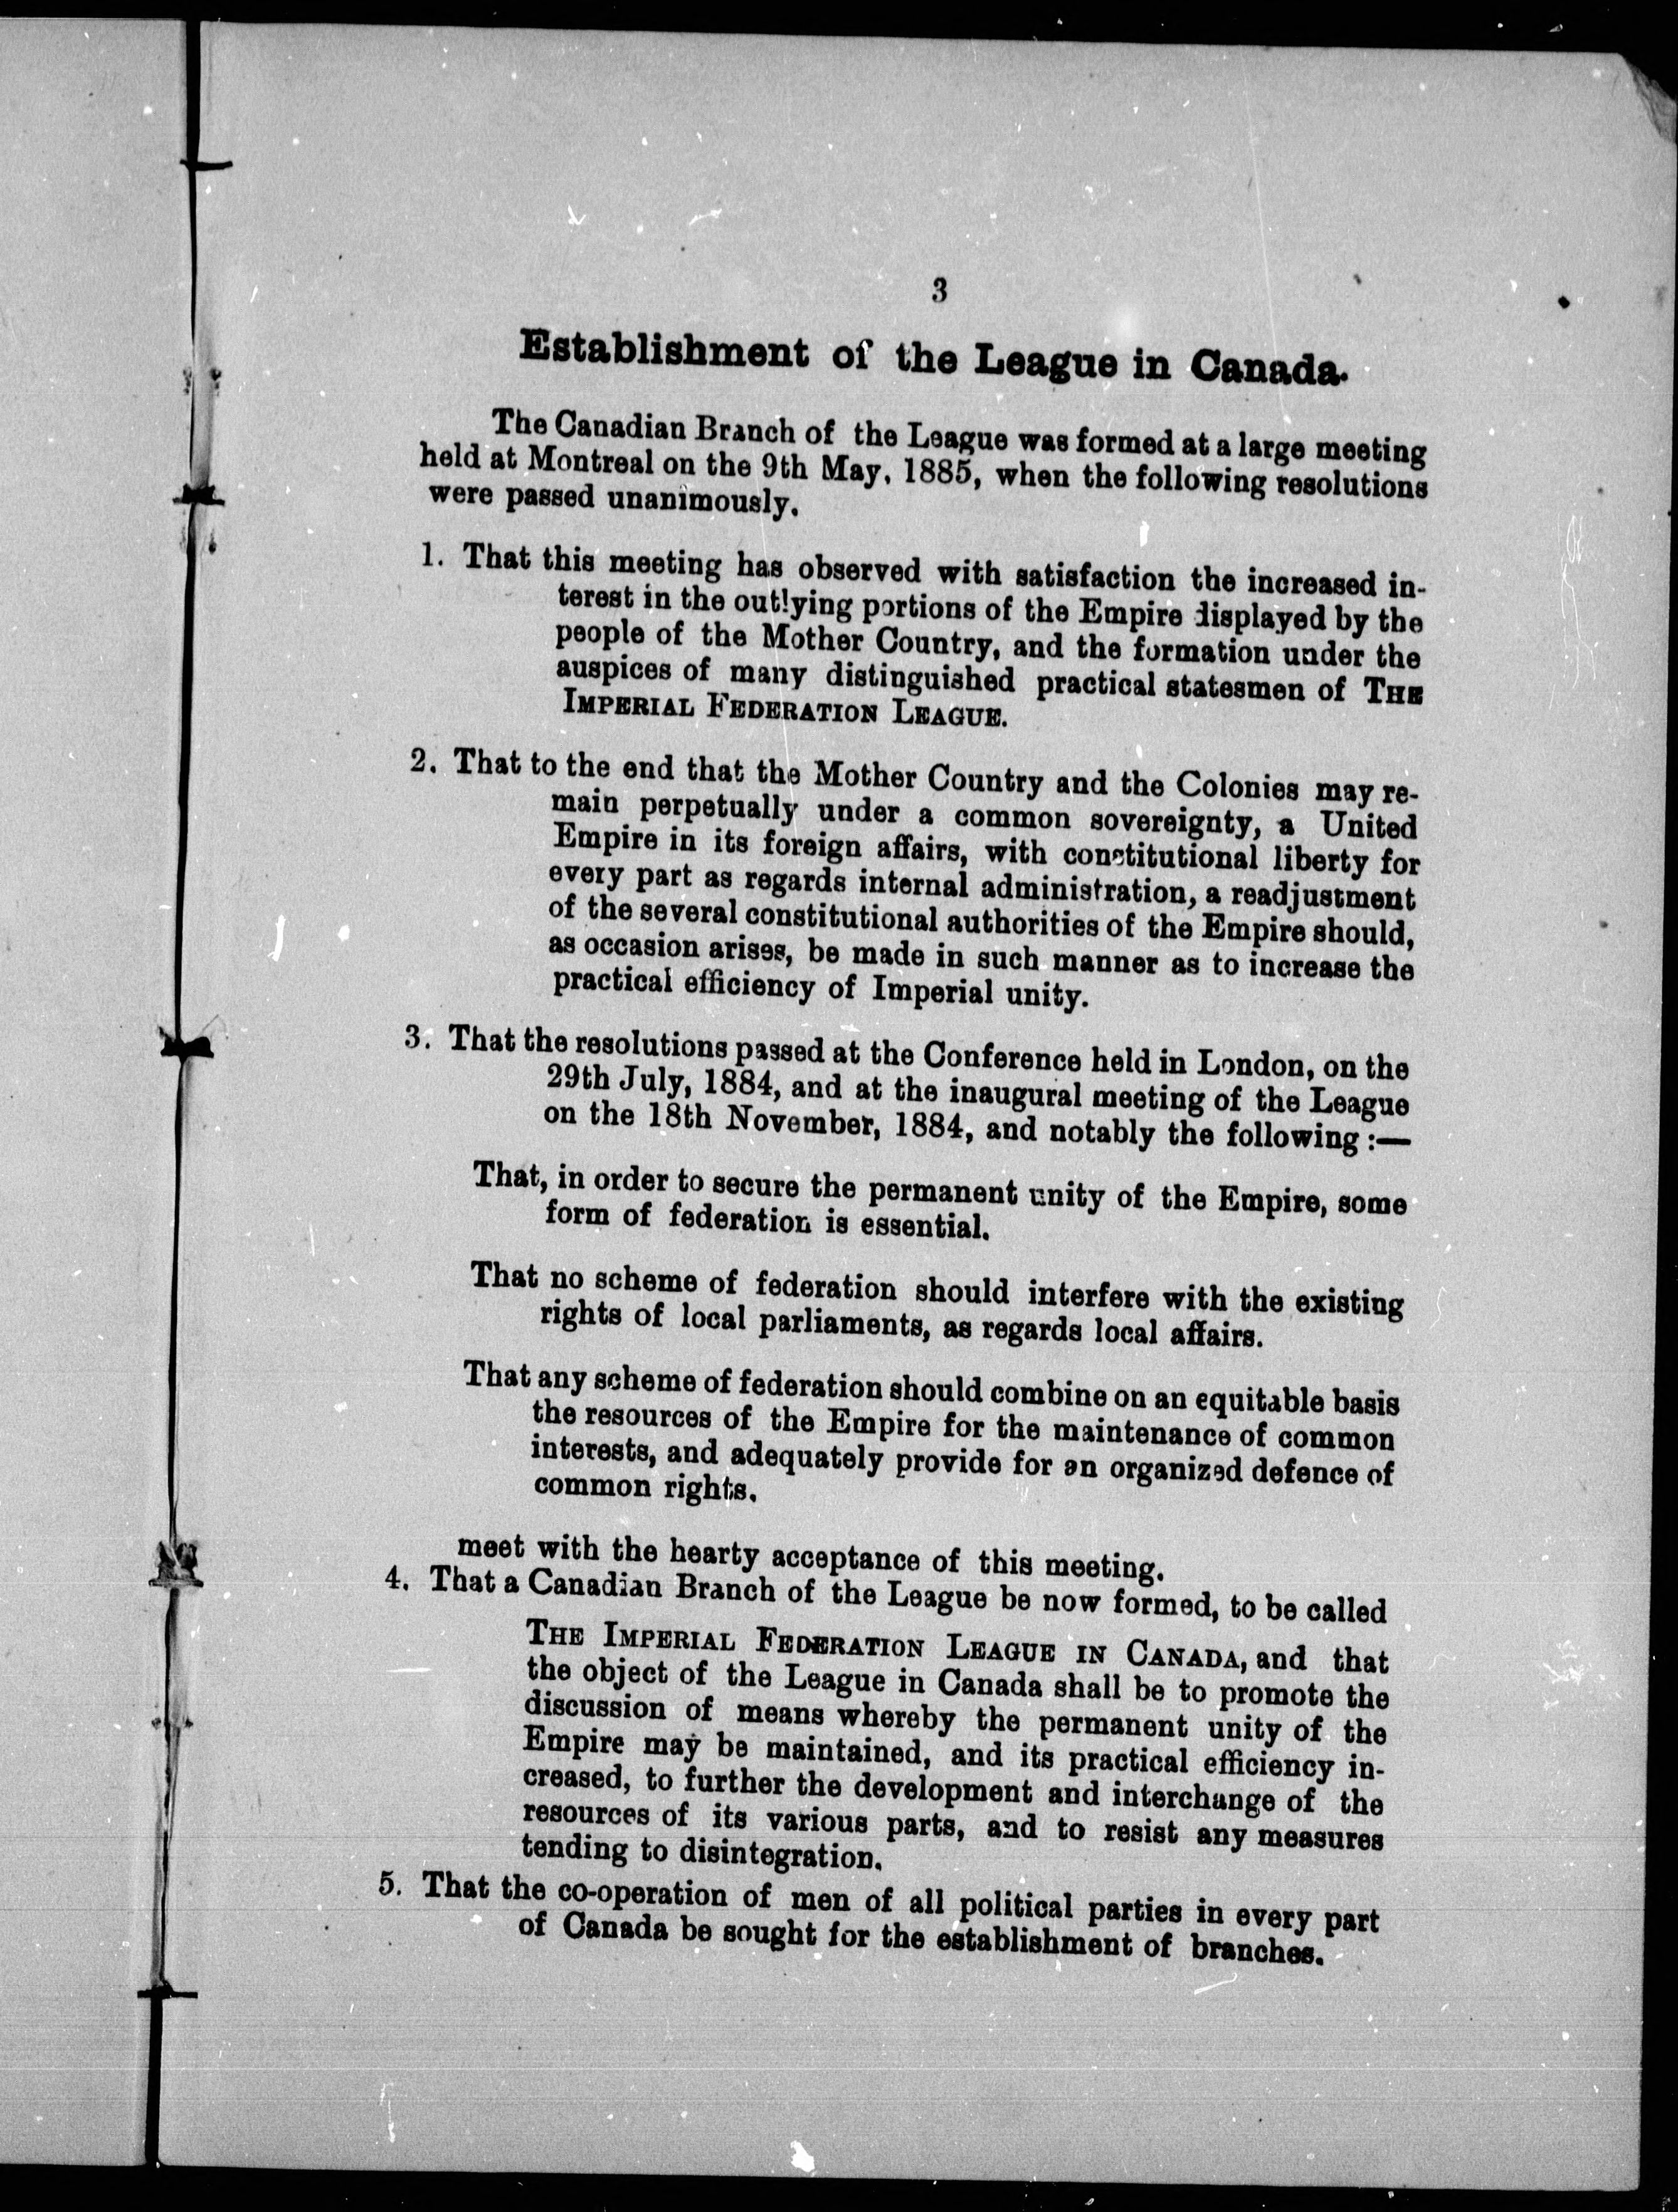 3
Establishment of the League in Canada.
The Canadian Branch of the League was formed at a large meeting
held at Montreal on the 9th May, 1885, when the following resolutions
were passed unanimously.
1. That this meeting has observed with satisfaction the increased in-
terest in the outlying portions of the Empire displayed by the
people of the Mother Country, and the formation under the
auspices of many distinguished practical statesmen of THE
IMPERIAL FEDERATION LEAGUE.
2. That to the end that the Mother Country and the Colonies may re-
main perpetually under a common sovereignty, a United
Empire in its foreign affairs, with constitutional liberty for
every part as regards internal administration, a readjustment
of the several constitutional authorities of the Empire should,
as occasion arises, be made in such manner as to increase the
practical efficiency of Imperial unity.
3. That the resolutions passed at the Conference held in London, on the
29th July, 1884, and at the inaugural meeting of the League
on the 18th November, 1884, and notably the following :—
That, in order to secure the permanent unity of the Empire, some
form of federation is essential.
That no scheme of federation should interfere with the existing
rights of local parliaments, as regards local affairs.
That any scheme of federation should combine on an equitable basis
the resources of the Empire for the maintenance of common
interests, and adequately provide for an organized defence of
common rights.
meet with the hearty acceptance of this meeting.
4. That a Canadian Branch of the League be now formed, to be called
THE IMPERIAL FEDERATION LEAGUE IN CANADA, and that
the object of the League in Canada shall be to promote the
discussion of means whereby the permanent unity of the
Empire may be maintained, and its practical efficiency in-
creased, to further the development and interchange of the
resources of its various parts, and to resist any measures
tending to disintegration.
5. That the co-operation of men of all political parties in every part
of Canada be sought for the establishment of branches.